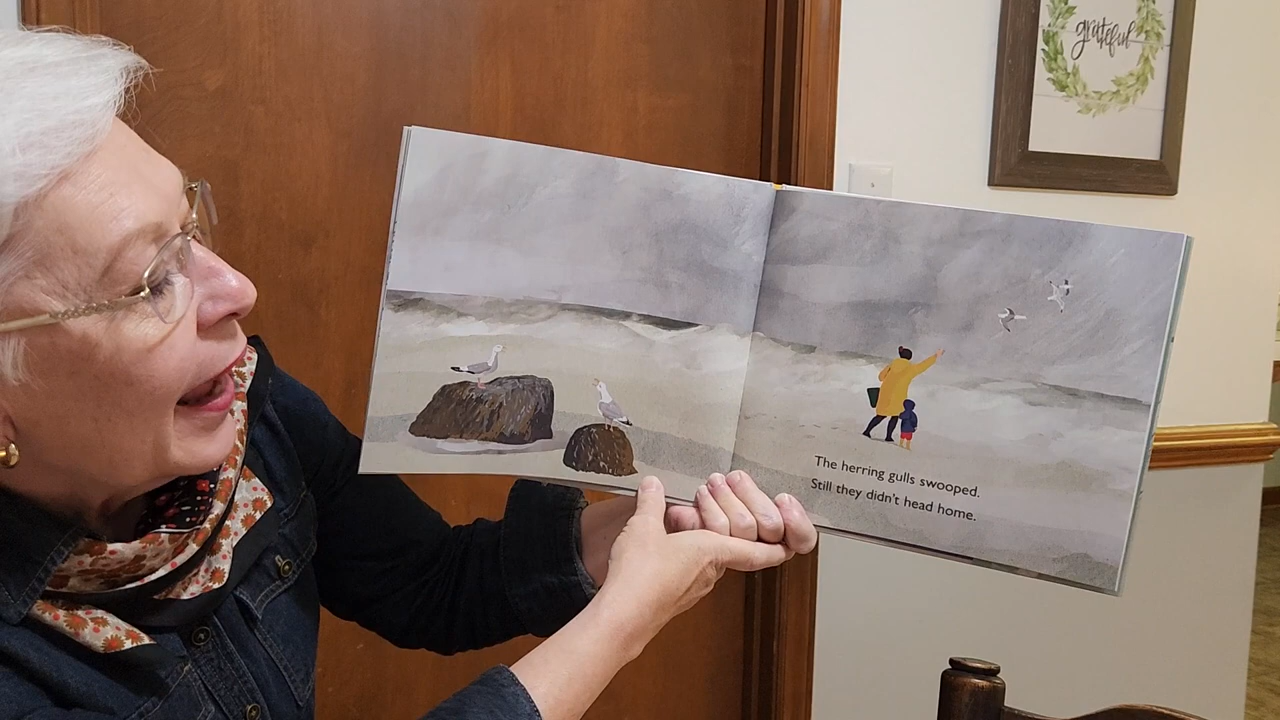 grateful
The herring gulls swooped.
Still they didn't head home.